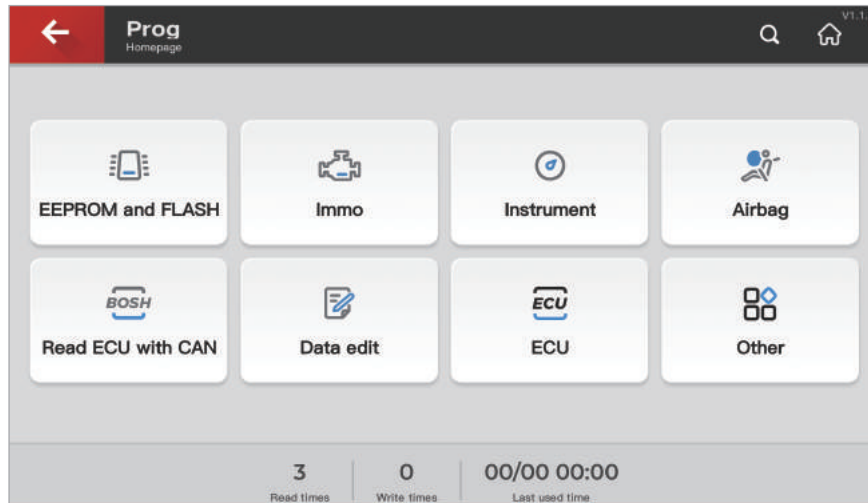 Prog
Homepage
V1.1.
EEPROM and FLASH
Immo
Instrument
Airbag
BOSH
Read ECU with CAN
Data edit
ECU
ECU
Other
3
0
00/00 00:00
Read times
Write times
Last used time